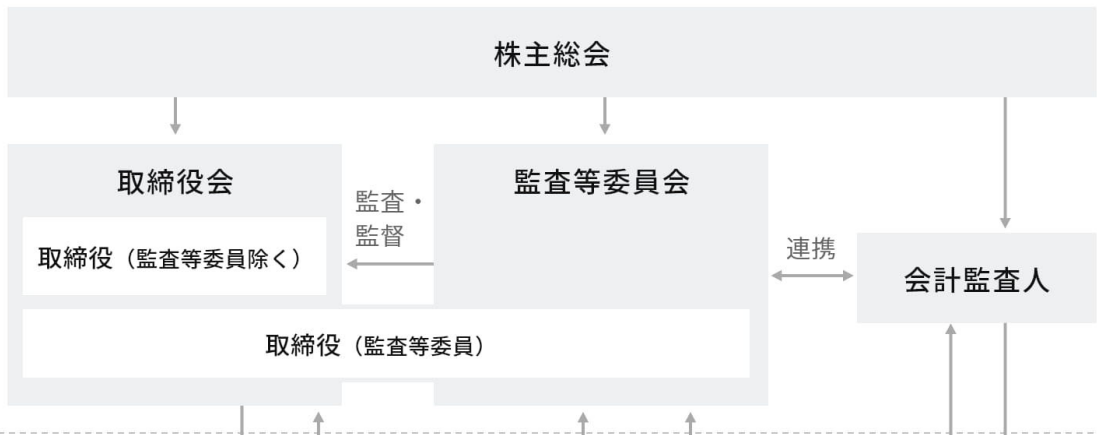 株主総会
取締役会
監査等委員会
監査・
監督
取締役（監査等委員除く）
連携
会計監査人
取締役（監査等委員）